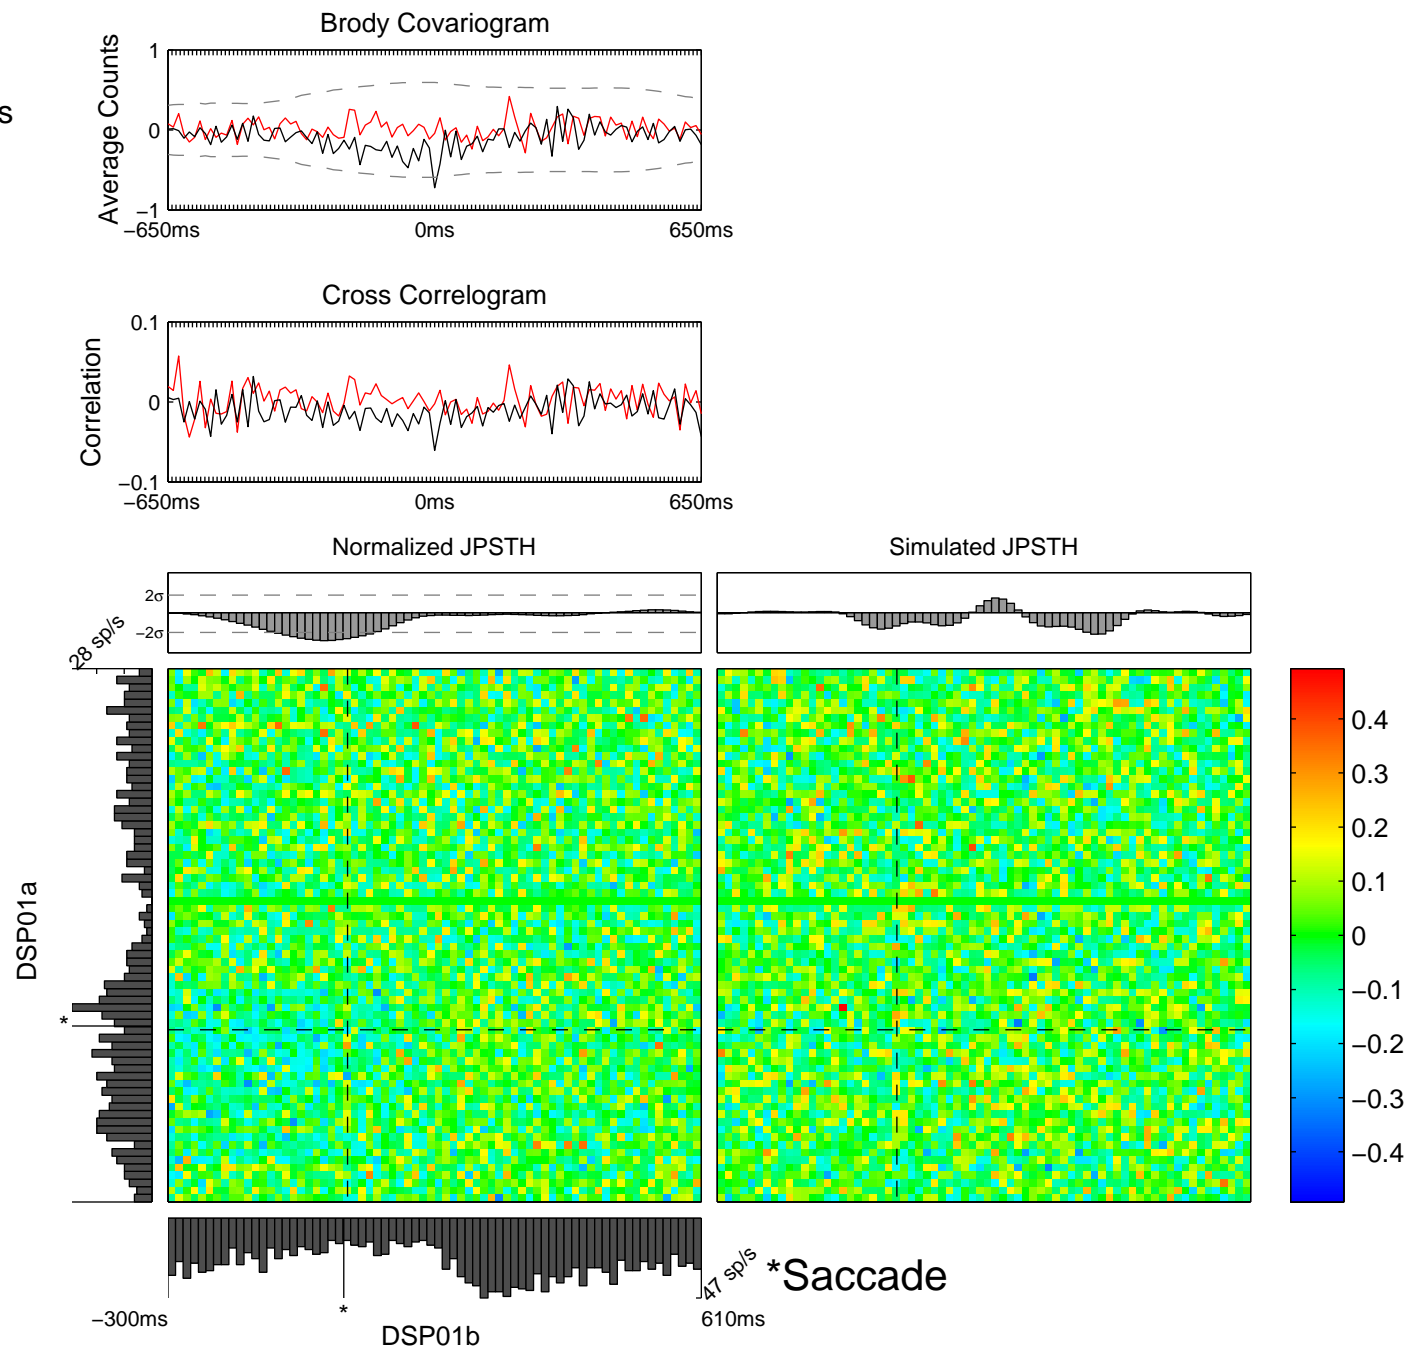 Brody Covariogram
s
Average Counts
1
0
−1
−650ms 0ms 650ms
Cross Correlogram
Correlation
0.1
0
−0.1
−650ms 0ms 650ms
Normalized JPSTH Simulated JPSTH
2σ
−2σ
28 sp/s
DSP01a
*
0.4
0.3
0.2
0.1
0
−0.1
−0.2
−0.3
−0.4
47 sp/s
*Saccade
*
−300ms 610ms
DSP01b